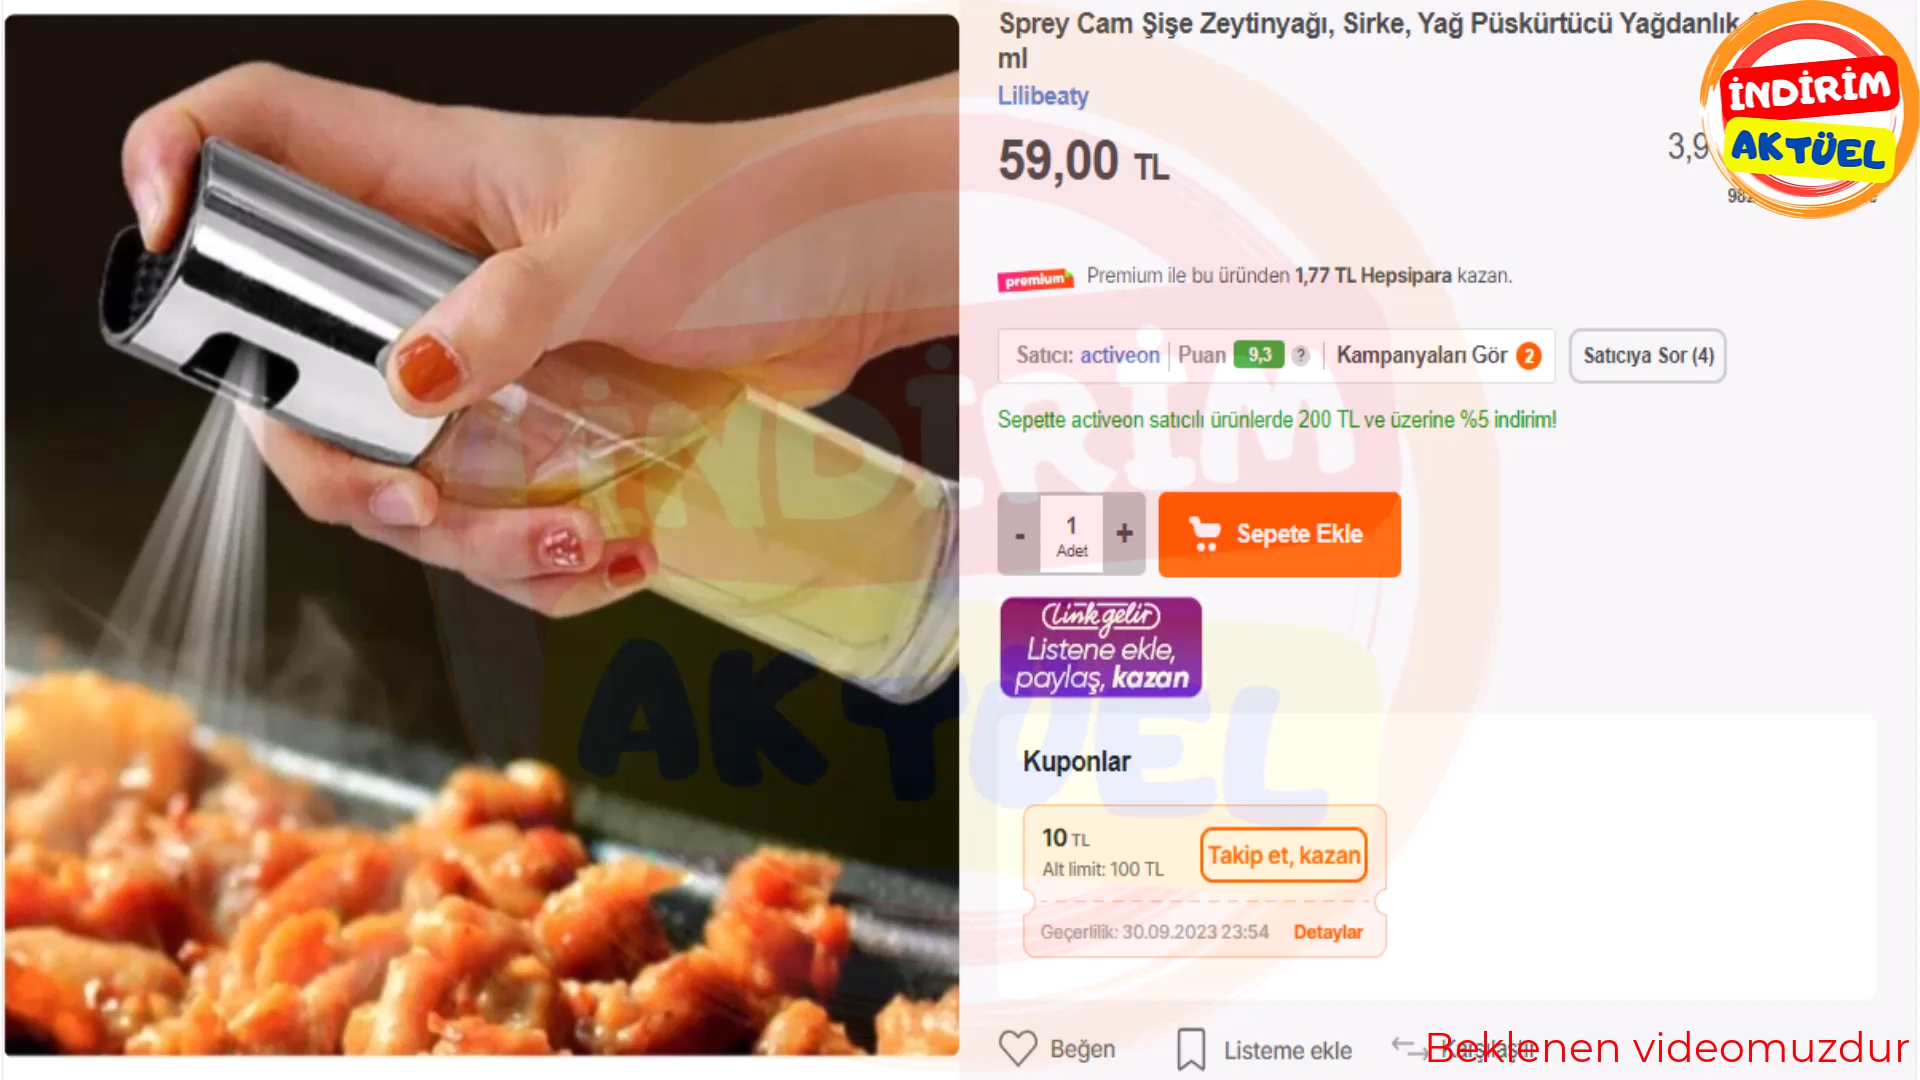 Sprey Cam Şişe Zeytinyağı, Sirke, Yağ Püskürtücü Yağdanlık
ml
Lilibeaty
59,00 TL
3,9
İNDİRİM
AKTÜEL
premium Premium ile bu üründen 1,77 TL Hepsipara kazan.
Satıcı: activeon Puan 9,3 ? Kampanyaları Gör 2 Satıcıya Sor (4)
Sepette activeon satıcılı ürünlerde 200 TL ve üzerine %5 indirim!
- 1 Adet + Sepete Ekle
Link gelir
Listene ekle,
paylaş, kazan
İNDİRİM
AKTÜEL
Kuponlar
10 TL
Alt limit: 100 TL
Takip et, kazan
Geçerlilik: 30.09.2023 23:54 Detaylar
Beğen Listeme ekle Karşılaştır
Beklenen videomuzdur